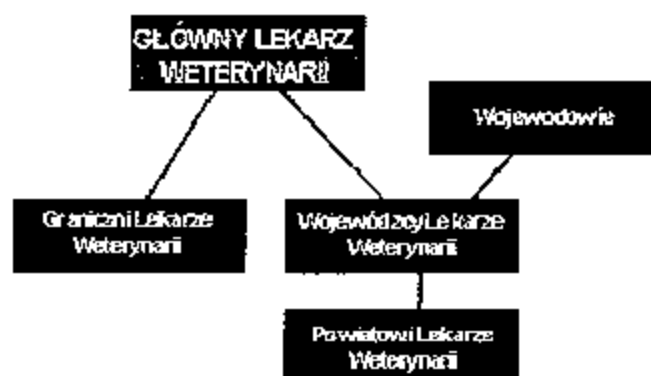 GŁÓWNY LEKARZ
WETERYNARII
Wojewodowie
Graniczni Lekarze
Weterynarii
Wojewódzcy Lekarze
Weterynarii
Powiatowi Lekarze
Weterynarii